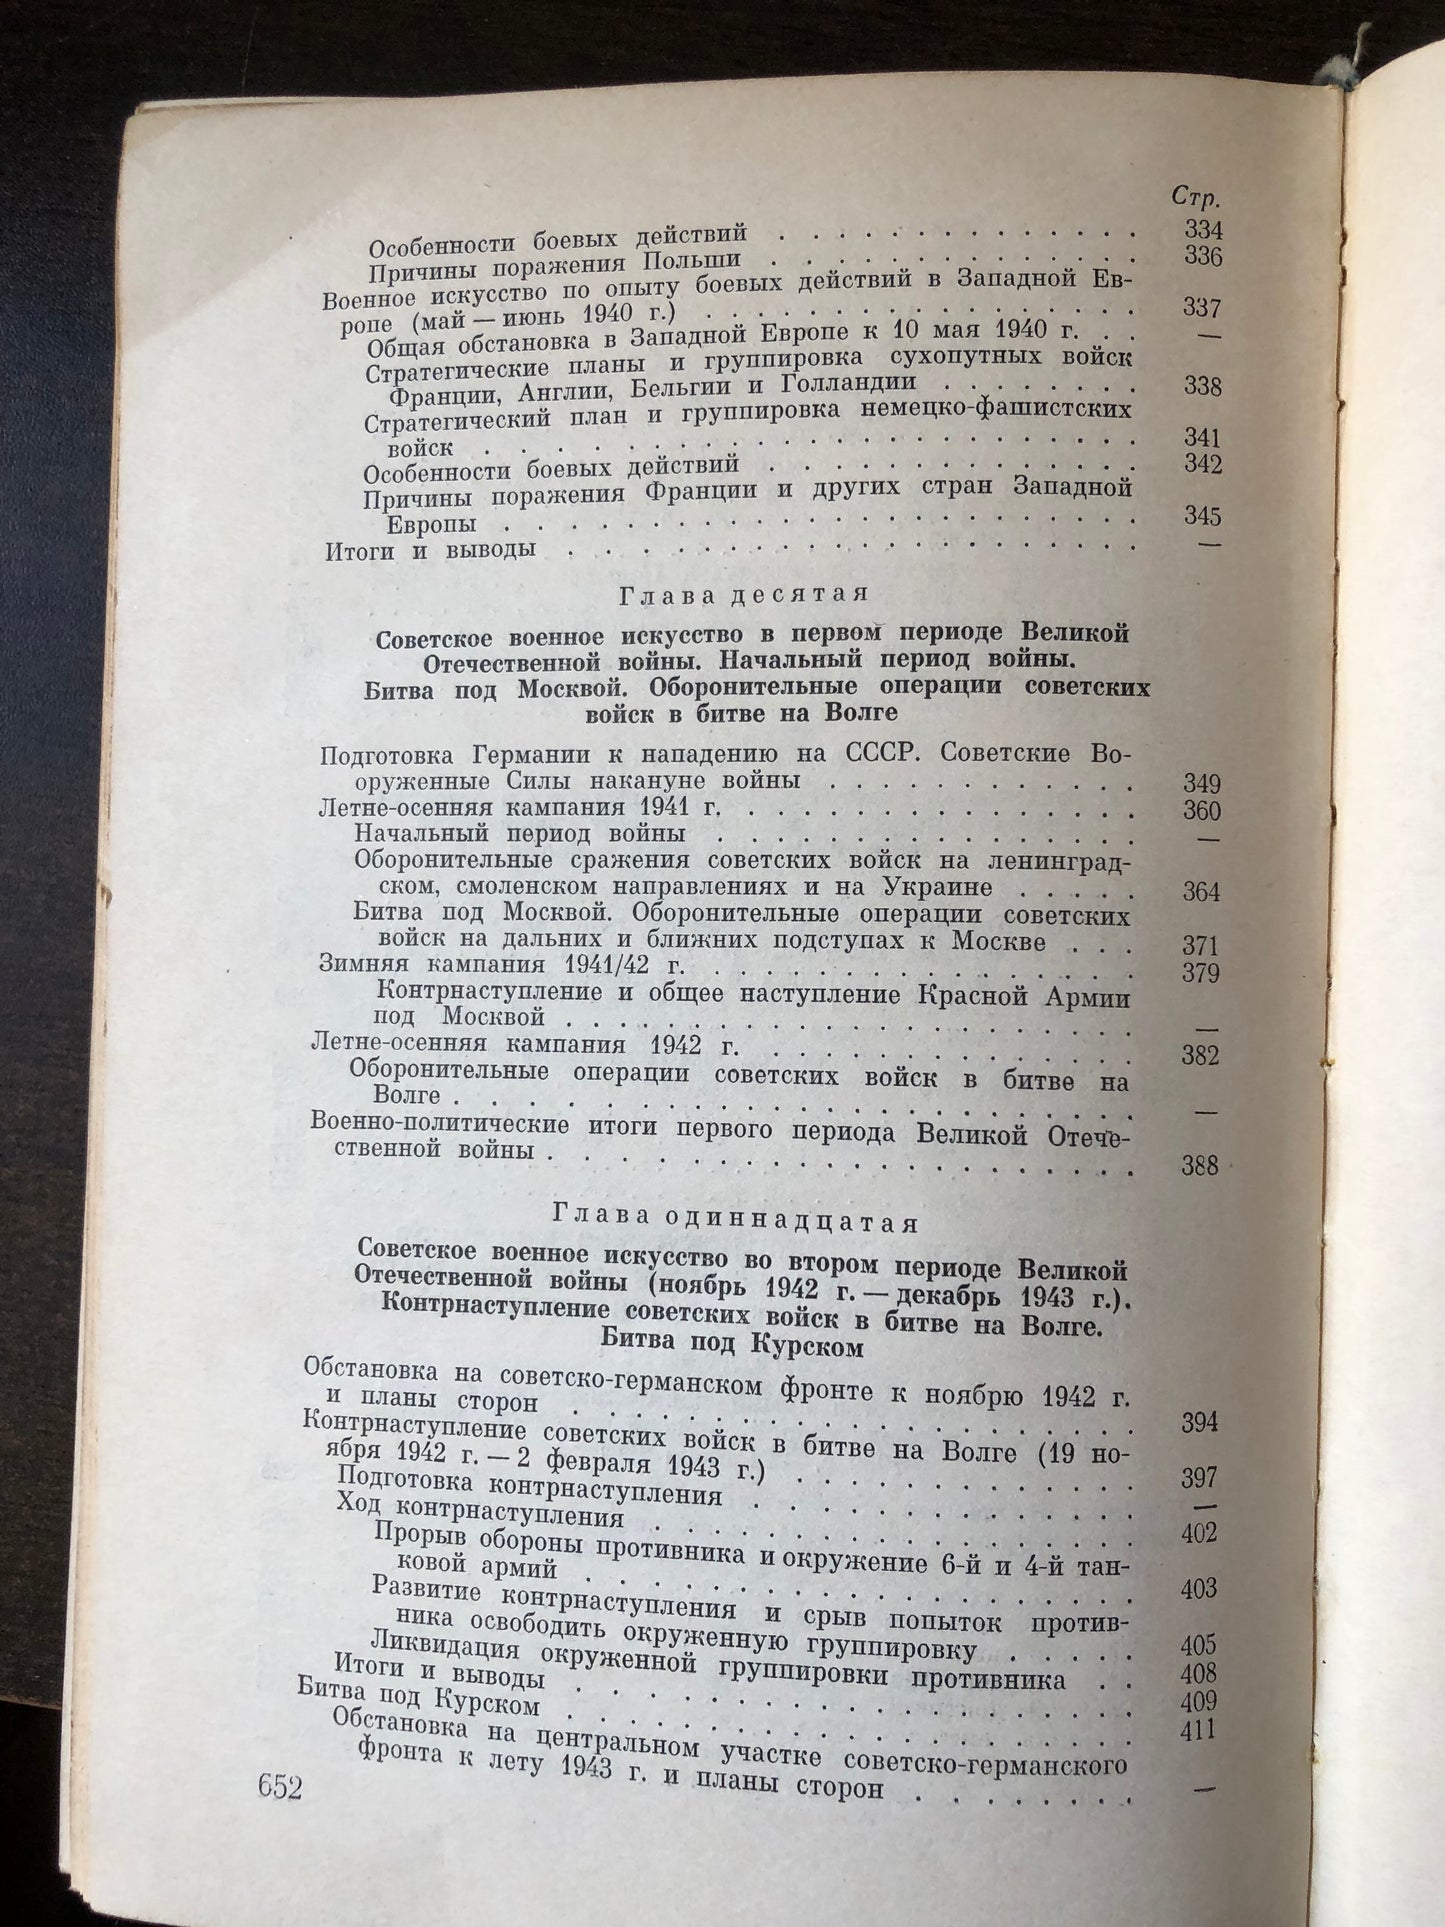 Стр.
Особенности боевых действий . . . . . . . . . . . . . 334
Причины поражения Польши . . . . . . . . . . . . . 336
Военное искусство по опыту боевых действий в Западной Ев-
ропе (май — июнь 1940 г.) . . . . . . . . . . . . . . . 337
Общая обстановка в Западной Европе к 10 мая 1940 г. . . —
Стратегические планы и группировка сухопутных войск
Франции, Англии, Бельгии и Голландии . . . . . . . . 338
Стратегический план и группировка немецко-фашистских
войск . . . . . . . . . . . . . . . . . . . 341
Особенности боевых действий . . . . . . . . . . . . . 342
Причины поражения Франции и других стран Западной
Европы . . . . . . . . . . . . . . . . . . 345
Итоги и выводы . . . . . . . . . . . . . . . . . . —
Глава десятая
Советское военное искусство в первом периоде Великой
Отечественной войны. Начальный период войны.
Битва под Москвой. Оборонительные операции советских
войск в битве на Волге
Подготовка Германии к нападению на СССР. Советские Во-
оруженные Силы накануне войны . . . . . . . . . . . 349
Летне-осенняя кампания 1941 г. . . . . . . . . . . . . . 360
Начальный период войны . . . . . . . . . . . . . . . —
Оборонительные сражения советских войск на ленинград-
ском, смоленском направлениях и на Украине . . . . . 364
Битва под Москвой. Оборонительные операции советских
войск на дальних и ближних подступах к Москве . . . 371
Зимняя кампания 1941/42 г. . . . . . . . . . . . . . . 379
Контрнаступление и общее наступление Красной Армии
под Москвой . . . . . . . . . . . . . . . . . —
Летне-осенняя кампания 1942 г. . . . . . . . . . . . . 382
Оборонительные операции советских войск в битве на
Волге . . . . . . . . . . . . . . . . . . . . —
Военно-политические итоги первого периода Великой Отече-
ственной войны . . . . . . . . . . . . . . . . . 388
Глава одиннадцатая
Советское военное искусство во втором периоде Великой
Отечественной войны (ноябрь 1942 г. — декабрь 1943 г.).
Контрнаступление советских войск в битве на Волге.
Битва под Курском
Обстановка на советско-германском фронте к ноябрю 1942 г.
и планы сторон . . . . . . . . . . . . . . . . . 394
Контрнаступление советских войск в битве на Волге (19 но-
ября 1942 г. — 2 февраля 1943 г.) . . . . . . . . . . . 397
Подготовка контрнаступления . . . . . . . . . . . . . —
Ход контрнаступления . . . . . . . . . . . . . . . . 402
Прорыв обороны противника и окружение 6-й и 4-й тан-
ковой армий . . . . . . . . . . . . . . . . . 403
Развитие контрнаступления и срыв попыток против-
ника освободить окруженную группировку . . . . . 405
Ликвидация окруженной группировки противника . . 408
Итоги и выводы . . . . . . . . . . . . . . . . . 409
Битва под Курском . . . . . . . . . . . . . . . . . 411
Обстановка на центральном участке советско-германского
фронта к лету 1943 г. и планы сторон . . . . . . . —
652